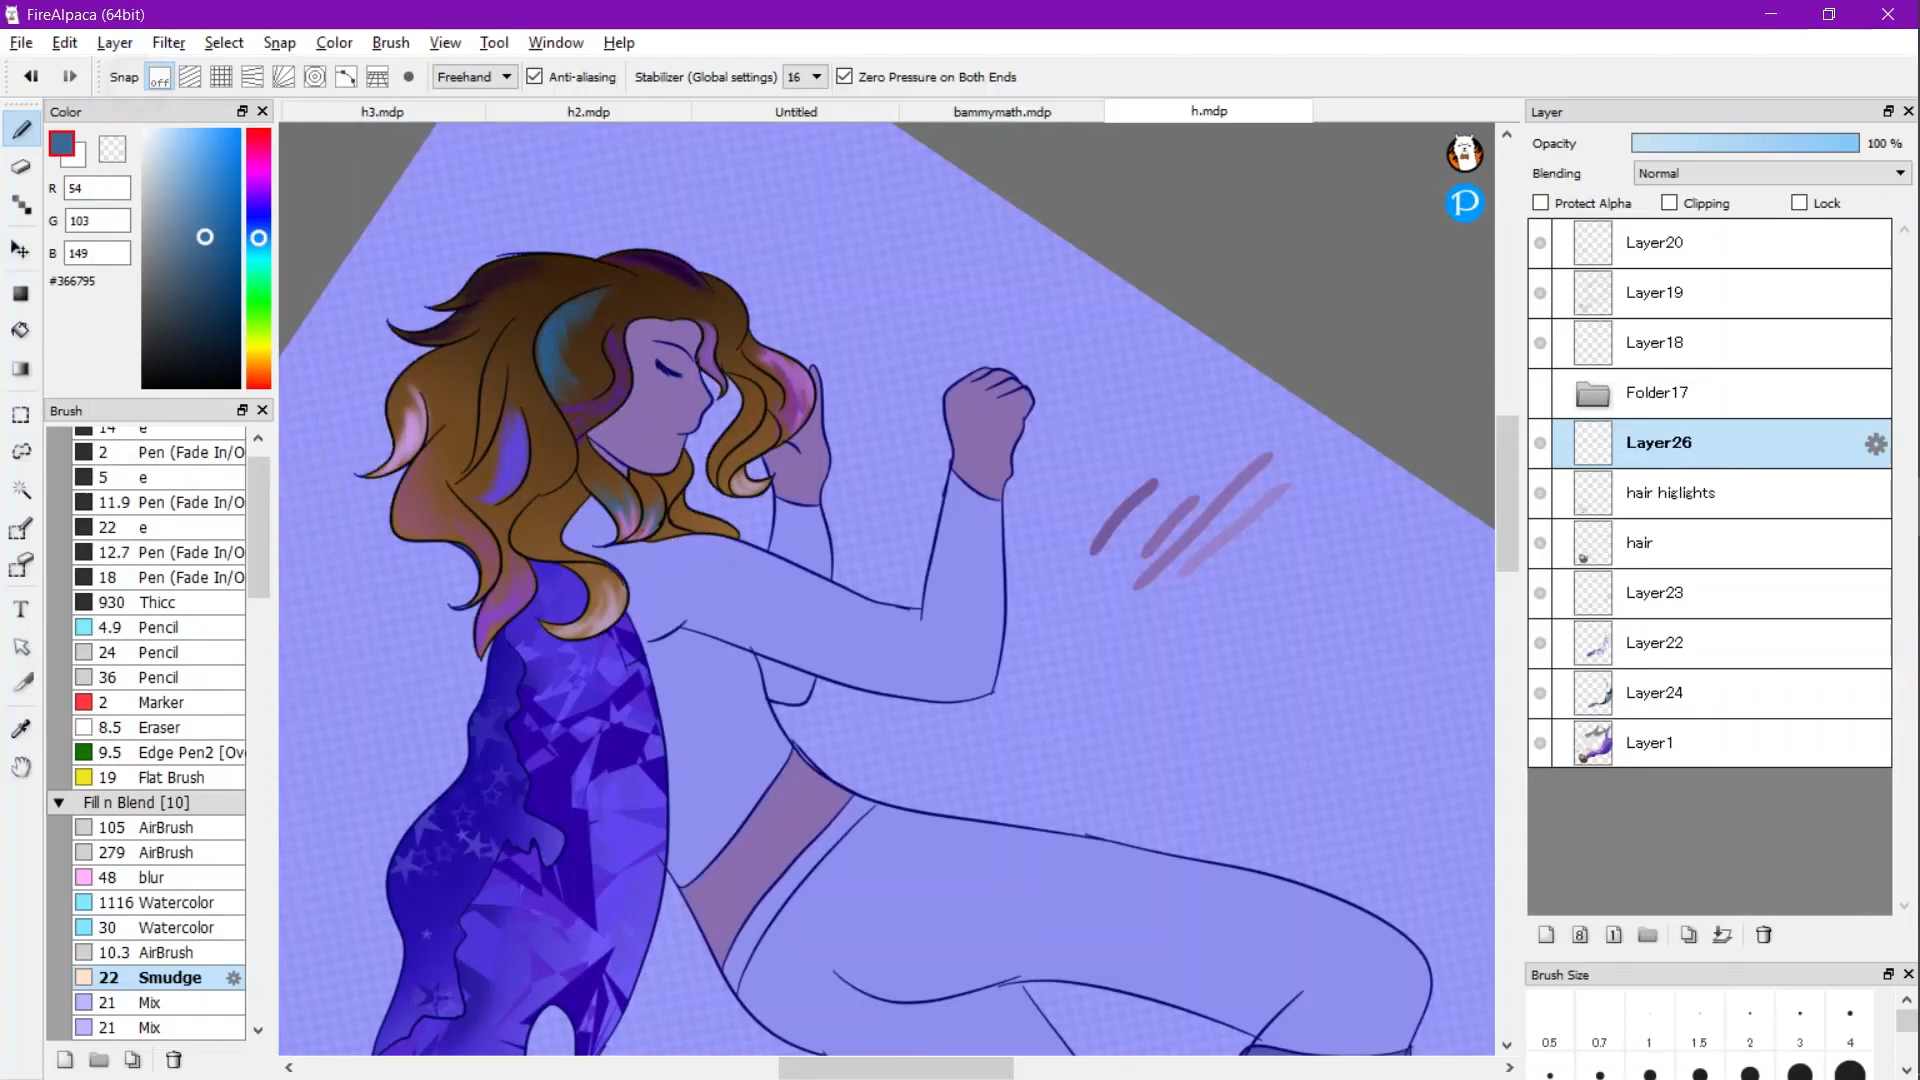 FireAlpaca (64bit)
File Edit Layer Filter Select Snap Color Brush View Tool Window Help
Snap off Freehand Anti-aliasing Stabilizer (Global settings) 16 Zero Pressure on Both Ends
Color
h3.mdp h2.mdp Untitled bammymath.mdp h.mdp
Layer
R 54
G 103
B 149
#366795
Brush
14 e
2 Pen (Fade In/O
5 e
11.9 Pen (Fade In/O
22 e
12.7 Pen (Fade In/O
18 Pen (Fade In/O
930 Thicc
4.9 Pencil
24 Pencil
36 Pencil
2 Marker
8.5 Eraser
9.5 Edge Pen2 [Ov
19 Flat Brush
Fill n Blend [10]
105 AirBrush
279 AirBrush
48 blur
1116 Watercolor
30 Watercolor
10.3 AirBrush
22 Smudge
21 Mix
21 Mix
T
P
Opacity 100 %
Blending Normal
Protect Alpha Clipping Lock
Layer20
Layer19
Layer18
Folder17
Layer26
hair higlights
hair
Layer23
Layer22
Layer24
Layer1
8 1
Brush Size
0.5 0.7 1 1.5 2 3 4